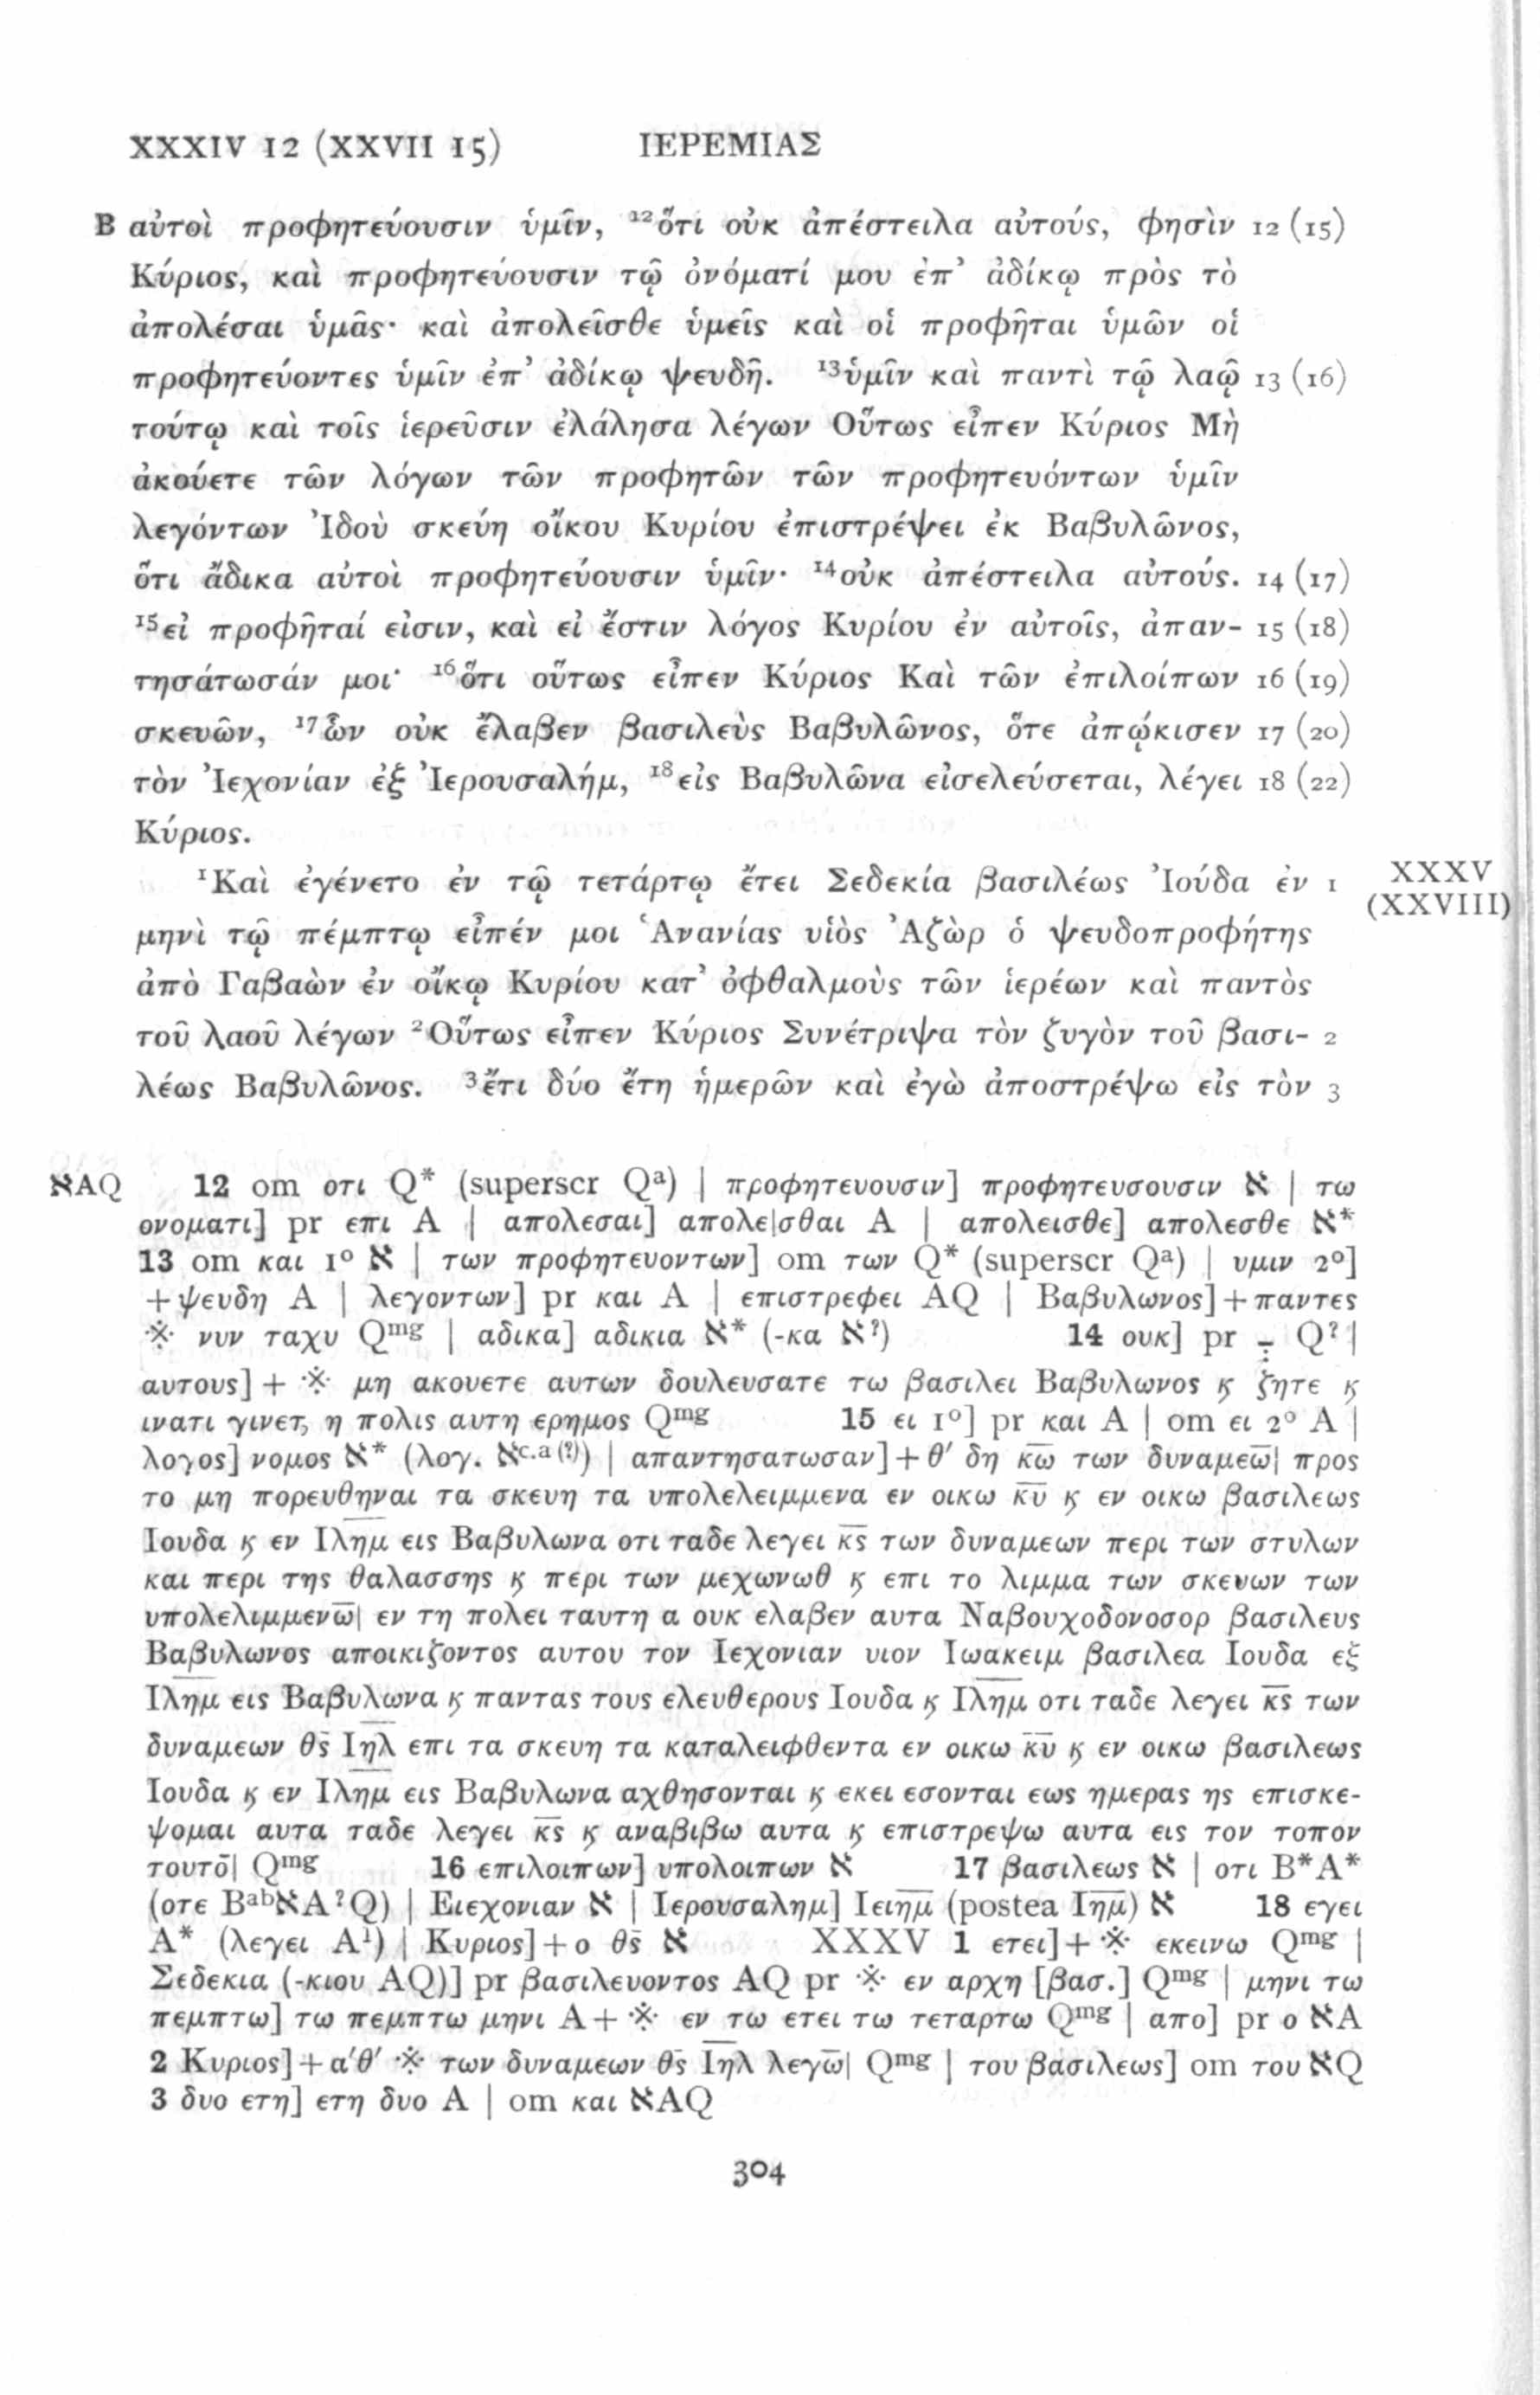 XXXIV 12 (XXVII 15) ΙΕΡΕΜΙΑΣ
B αὐτοὶ προφητεύουσιν ὑμῖν, ¹²ὅτι οὐκ ἀπέστειλα αὐτούς, φησὶν 12 (15)
Κύριος, καὶ προφητεύουσιν τῷ ὀνόματί μου ἐπ᾽ ἀδίκῳ πρὸς τὸ
ἀπολέσαι ὑμᾶς· καὶ ἀπολεῖσθε ὑμεῖς καὶ οἱ προφῆται ὑμῶν οἱ
προφητεύοντες ὑμῖν ἐπ᾽ ἀδίκῳ ψευδῆ. ¹³ὑμῖν καὶ παντὶ τῷ λαῷ 13 (16)
τούτῳ καὶ τοῖς ἱερεῦσιν ἐλάλησα λέγων Οὕτως εἶπεν Κύριος Μὴ
ἀκούετε τῶν λόγων τῶν προφητῶν τῶν προφητευόντων ὑμῖν
λεγόντων Ἰδοὺ σκεύη οἴκου Κυρίου ἐπιστρέψει ἐκ Βαβυλῶνος,
ὅτι ἄδικα αὐτοὶ προφητεύουσιν ὑμῖν· ¹⁴οὐκ ἀπέστειλα αὐτούς. 14 (17)
¹⁵εἰ προφῆταί εἰσιν, καὶ εἰ ἔστιν λόγος Κυρίου ἐν αὐτοῖς, ἀπαν- 15 (18)
τησάτωσάν μοι· ¹⁶ὅτι οὕτως εἶπεν Κύριος Καὶ τῶν ἐπιλοίπων 16 (19)
σκευῶν, ¹⁷ὧν οὐκ ἔλαβεν βασιλεὺς Βαβυλῶνος, ὅτε ἀπῴκισεν 17 (20)
τὸν Ἰεχονίαν ἐξ Ἰερουσαλήμ, ¹⁸εἰς Βαβυλῶνα εἰσελεύσεται, λέγει 18 (22)
Κύριος.
¹Καὶ ἐγένετο ἐν τῷ τετάρτῳ ἔτει Σεδεκία βασιλέως Ἰούδα ἐν 1 XXXV
(XXVIII)
μηνὶ τῷ πέμπτῳ εἶπέν μοι Ἁνανίας υἱὸς Ἀζὼρ ὁ ψευδοπροφήτης
ἀπὸ Γαβαὼν ἐν οἴκῳ Κυρίου κατ᾽ ὀφθαλμοὺς τῶν ἱερέων καὶ παντὸς
τοῦ λαοῦ λέγων ²Οὕτως εἶπεν Κύριος Συνέτριψα τὸν ζυγὸν τοῦ βασι- 2
λέως Βαβυλῶνος. ³ἔτι δύο ἔτη ἡμερῶν καὶ ἐγὼ ἀποστρέψω εἰς τὸν 3
ℵAQ 12 om οτι Q* (superscr Qᵃ) | προφητευουσιν] προφητευσουσιν ℵ | τω
ονοματι] pr επι A | απολεσαι] απολε|σθαι A | απολεισθε] απολεσθε ℵ*
13 om και 1° ℵ | των προφητευοντων] om των Q* (superscr Qᵃ) | υμιν 2°]
+ψευδη A | λεγοντων] pr και A | επιστρεφει AQ | Βαβυλωνος]+παντες
※ νυν ταχυ Qᵐᵍ | αδικα] αδικια ℵ* (-κα ℵ?) 14 ουκ] pr ÷ Q? |
αυτους]+ ※ μη ακουετε αυτων δουλευσατε τω βασιλει Βαβυλωνος ϗ ζητε ϗ
ινατι γινετ, η πολις αυτη ερημος Qᵐᵍ 15 ει 1°] pr και A | om ει 2° A |
λογος] νομος ℵ* (λογ. ℵᶜ·ᵃ⁽?⁾) | απαντησατωσαν]+θ′ δη κ̅ω̅ των δυναμεω̅| προς
το μη πορευθηναι τα σκευη τα υπολελειμμενα εν οικω κ̅υ̅ ϗ εν οικω βασιλεως
Ιουδα ϗ εν Ι̅λ̅η̅μ̅ εις Βαβυλωνα οτι ταδε λεγει κ̅ς̅ των δυναμεων περι των στυλων
και περι της θαλασσης ϗ περι των μεχωνωθ ϗ επι το λιμμα των σκευων των
υπολελιμμενω̅| εν τη πολει ταυτη α ουκ ελαβεν αυτα Ναβουχοδονοσορ βασιλευς
Βαβυλωνος αποικιζοντος αυτου τον Ιεχονιαν υιον Ιωακειμ βασιλεα Ιουδα εξ
Ι̅λ̅η̅μ̅ εις Βαβυλωνα ϗ παντας τους ελευθερους Ιουδα ϗ Ι̅λ̅η̅μ̅ οτι ταδε λεγει κ̅ς̅ των
δυναμεων θ̅ς̅ Ι̅η̅λ̅ επι τα σκευη τα καταλειφθεντα εν οικω κ̅υ̅ ϗ εν οικω βασιλεως
Ιουδα ϗ εν Ι̅λ̅η̅μ̅ εις Βαβυλωνα αχθησονται ϗ εκει εσονται εως ημερας ης επισκε-
ψομαι αυτα ταδε λεγει κ̅ς̅ ϗ αναβιβω αυτα ϗ επιστρεψω αυτα εις τον τοπον
τουτο̅| Qᵐᵍ 16 επιλοιπων] υπολοιπων ℵ 17 βασιλεως ℵ | οτι B*A*
(οτε BᵃᵇℵA?Q) | Ειεχονιαν ℵ | Ιερουσαλημ] Ιειη̅μ̅ (postea Ι̅η̅μ̅) ℵ 18 εγει
A* (λεγει A¹) | Κυριος]+ο θ̅ς̅ ℵ XXXV 1 ετει]+ ※ εκεινω Qᵐᵍ |
Σεδεκια (-κιου AQ)] pr βασιλευοντος AQ pr ※ εν αρχη [βασ.] Qᵐᵍ | μηνι τω
πεμπτω] τω πεμπτω μηνι A+ ※ εν τω ετει τω τεταρτω Qᵐᵍ | απο] pr ο ℵA
2 Κυριος]+α′θ′ ※ των δυναμεων θ̅ς̅ Ι̅η̅λ̅ λεγω̅| Qᵐᵍ | του βασιλεως] om του ℵQ
3 δυο ετη] ετη δυο A | om και ℵAQ
304